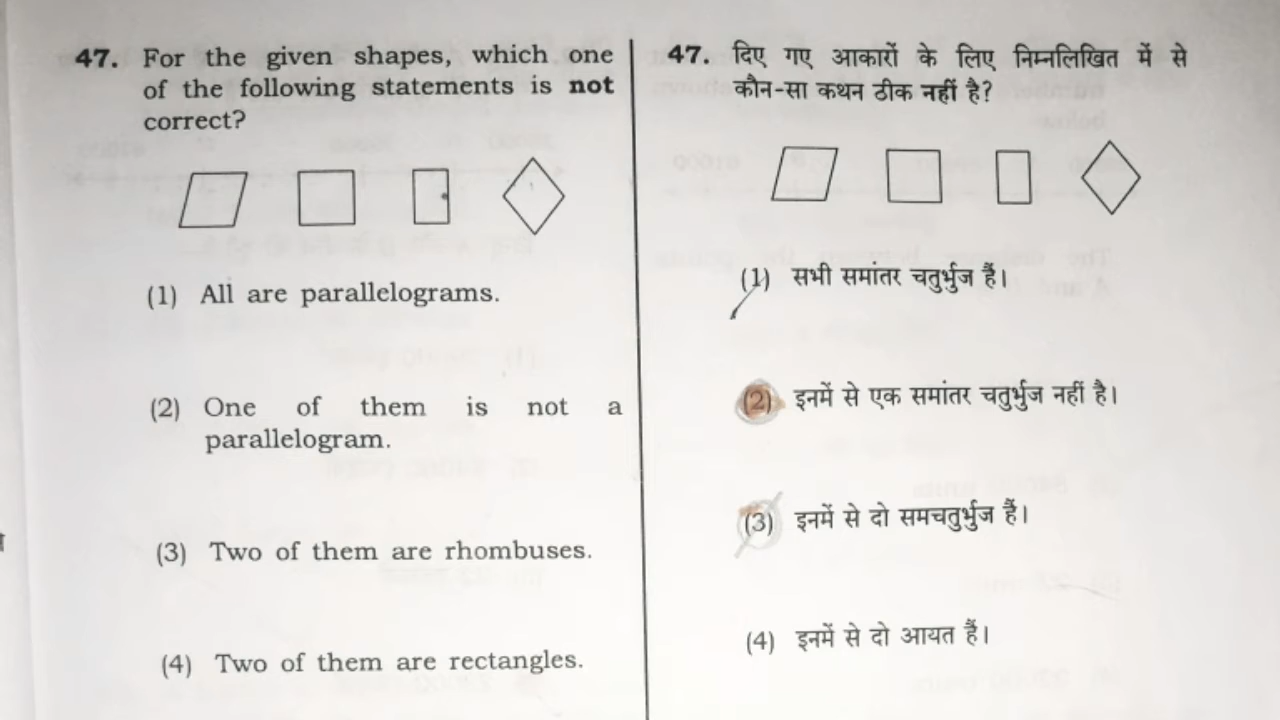 47. For the given shapes, which one
of the following statements is not
correct?
(1) All are parallelograms.
(2) One of them is not a
parallelogram.
(3) Two of them are rhombuses.
(4) Two of them are rectangles.
47. दिए गए आकारों के लिए निम्नलिखित में से
कौन-सा कथन ठीक नहीं है?
(1) सभी समांतर चतुर्भुज हैं।
(2) इनमें से एक समांतर चतुर्भुज नहीं है।
(3) इनमें से दो समचतुर्भुज हैं।
(4) इनमें से दो आयत हैं।